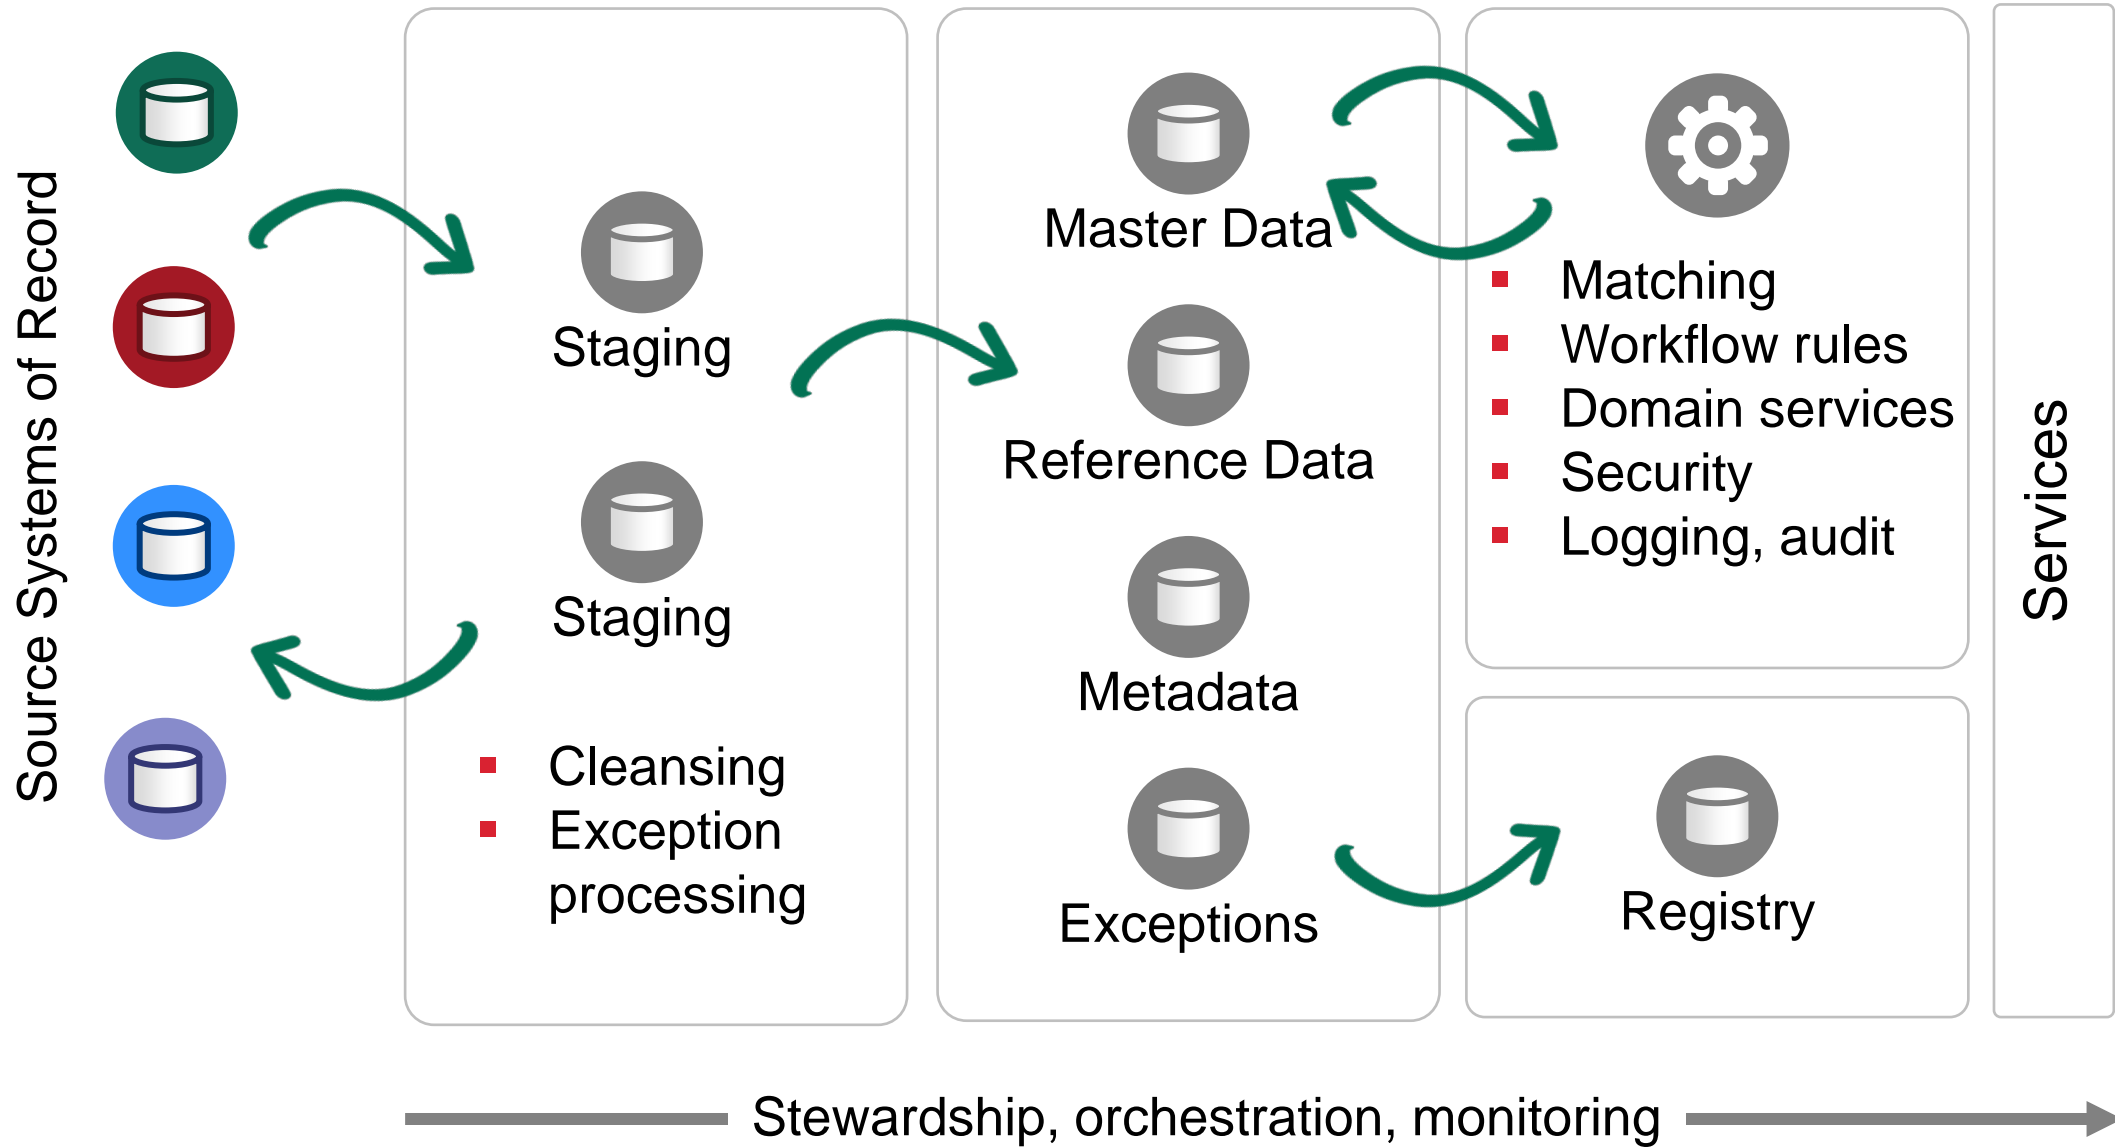 Source Systems of Record
Staging
Staging
▪ Cleansing
▪ Exception
processing
Master Data
Reference Data
Metadata
Exceptions
▪ Matching
▪ Workflow rules
▪ Domain services
▪ Security
▪ Logging, audit
Registry
Services
Stewardship, orchestration, monitoring